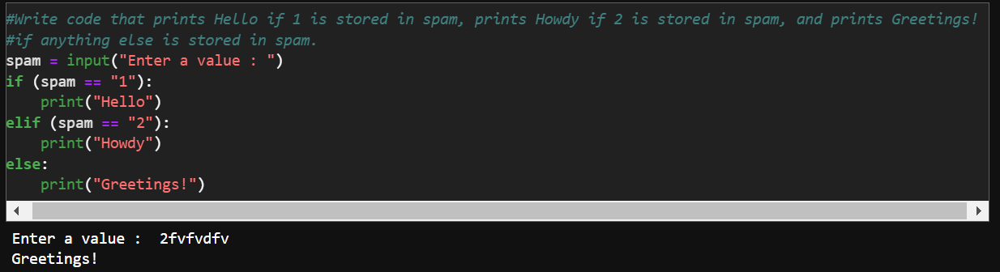 #Write code that prints Hello if 1 is stored in spam, prints Howdy if 2 is stored in spam, and prints Greetings!
#if anything else is stored in spam.
spam = input("Enter a value : ")
if (spam == "1"):
    print("Hello")
elif (spam == "2"):
    print("Howdy")
else:
    print("Greetings!")
Enter a value :  2fvfvdfv
Greetings!